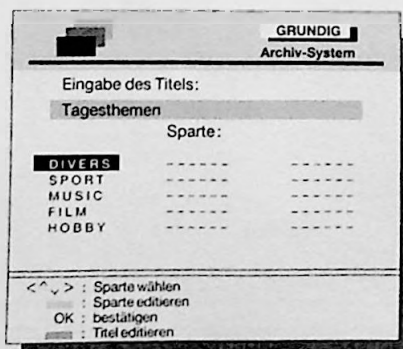 GRUNDIG
Archiv-System
Eingabe des Titels:
Tagesthemen
Sparte:
DIVERS ------ ------
SPORT ------ ------
MUSIC ------ ------
FILM ------ ------
HOBBY ------ ------
<^⌄> : Sparte wählen
: Sparte editieren
OK : bestätigen
: Titel editieren